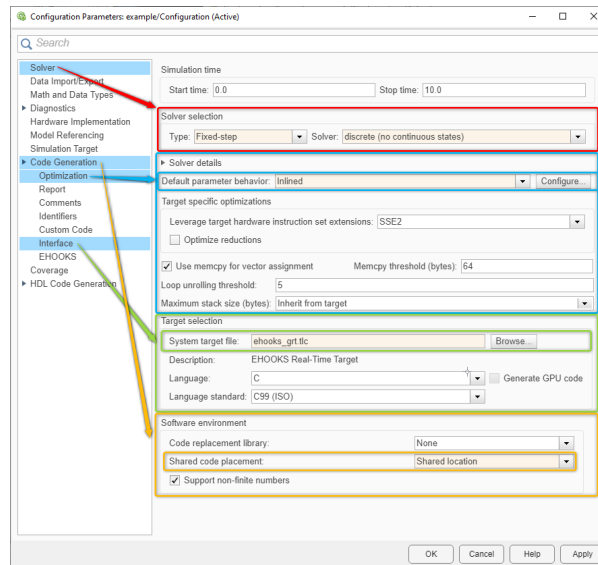 Configuration Parameters: example/Configuration (Active)
Search
Solver
Data Import/Export
Math and Data Types
Diagnostics
Hardware Implementation
Model Referencing
Simulation Target
Code Generation
Optimization
Report
Comments
Identifiers
Custom Code
Interface
EHOOKS
Coverage
HDL Code Generation
Simulation time
Start time: 0.0 Stop time: 10.0
Solver selection
Type: Fixed-step Solver: discrete (no continuous states)
Solver details
Default parameter behavior: Inlined Configure...
Target specific optimizations
Leverage target hardware instruction set extensions: SSE2
Optimize reductions
Use memcpy for vector assignment Memcpy threshold (bytes): 64
Loop unrolling threshold: 5
Maximum stack size (bytes): Inherit from target
Target selection
System target file: ehooks_grt.tlc Browse...
Description: EHOOKS Real-Time Target
Language: C Generate GPU code
Language standard: C99 (ISO)
Software environment
Code replacement library: None
Shared code placement: Shared location
Support non-finite numbers
OK Cancel Help Apply